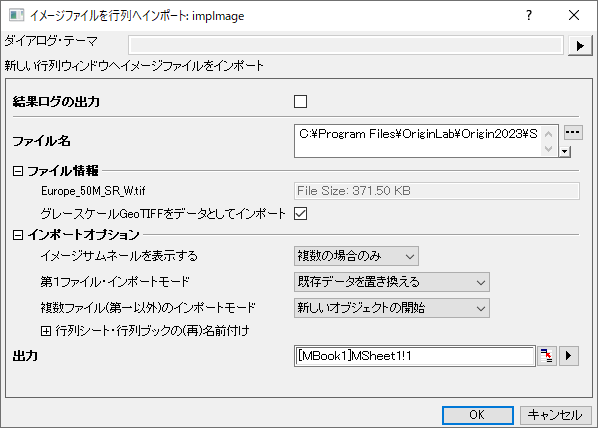 イメージファイルを行列へインポート: impImage
ダイアログ・テーマ
新しい行列ウィンドウへイメージファイルをインポート
結果ログの出力
ファイル名 C:¥Program Files¥OriginLab¥Origin2023¥S
ファイル情報
Europe_50M_SR_W.tif File Size: 371.50 KB
グレースケールGeoTIFFをデータとしてインポート
インポートオプション
イメージサムネールを表示する 複数の場合のみ
第1ファイル・インポートモード 既存データを置き換える
複数ファイル(第一以外)のインポートモード 新しいオブジェクトの開始
行列シート・行列ブックの(再)名前付け
出力 [MBook1]MSheet1!1
OK キャンセル